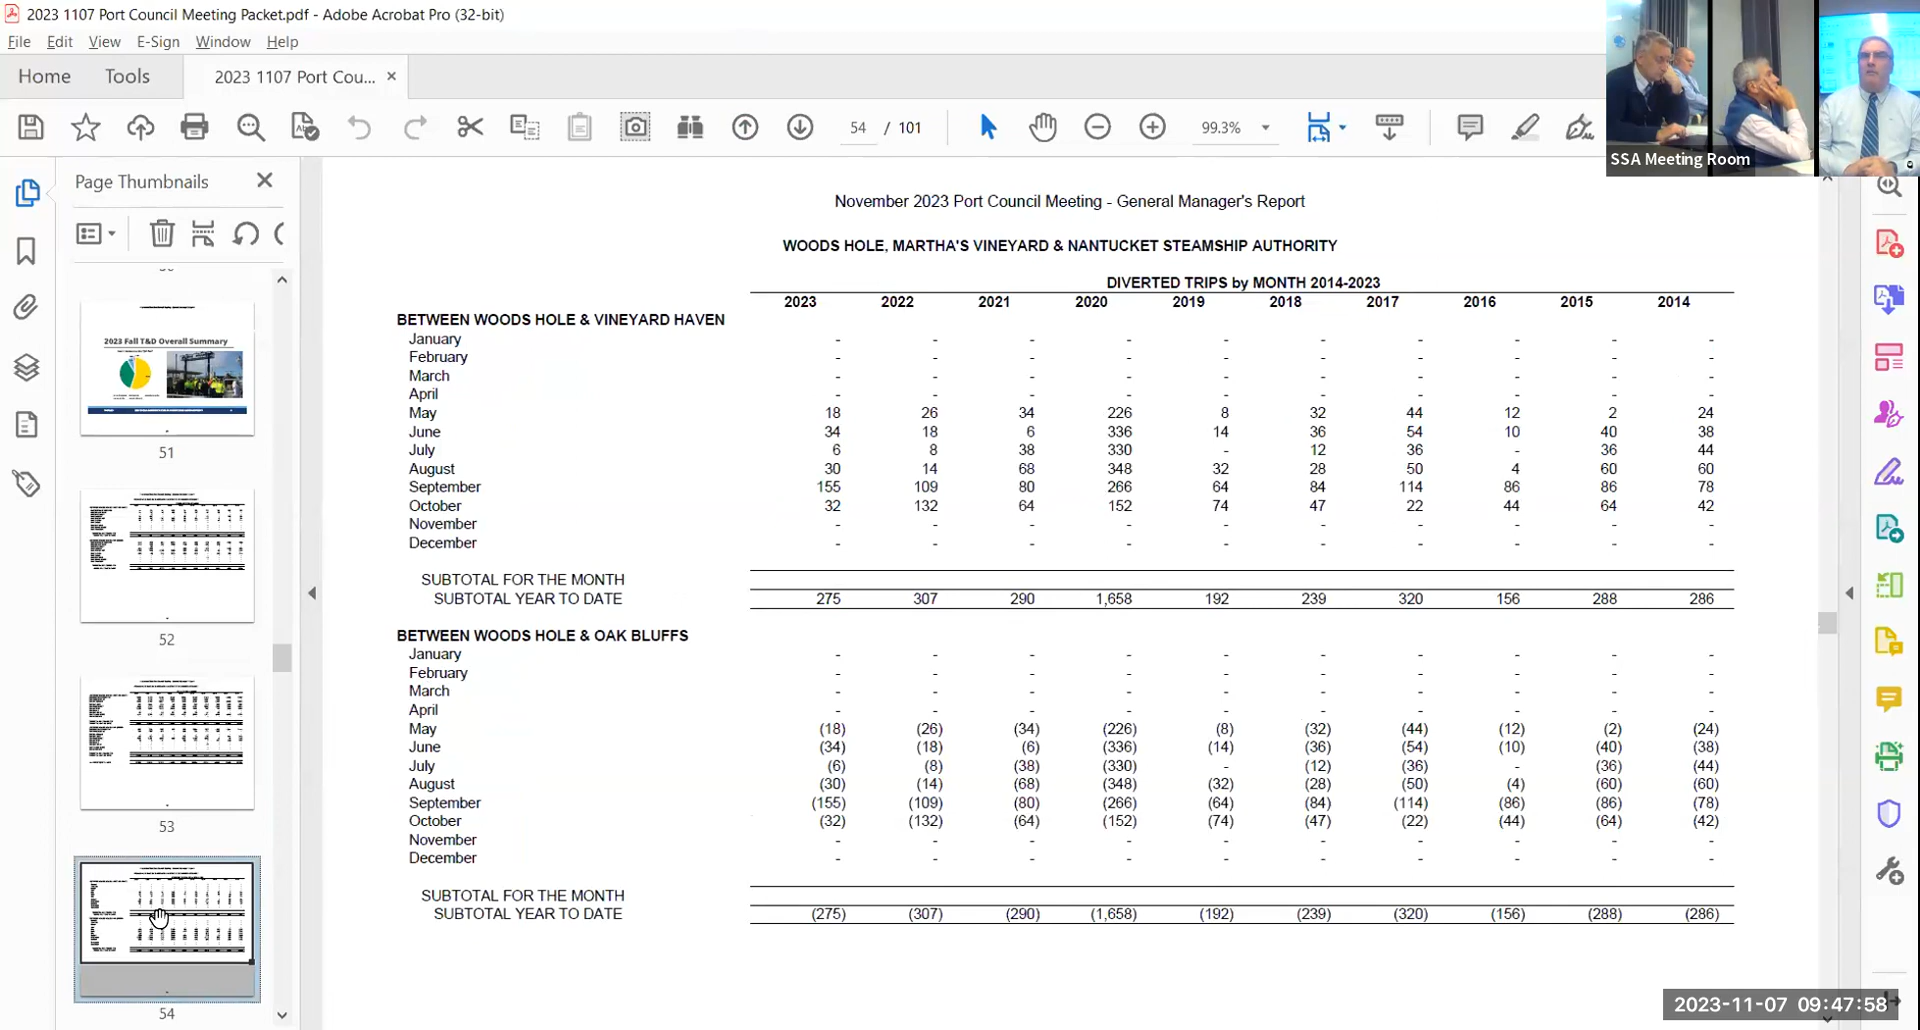 2023 1107 Port Council Meeting Packet.pdf - Adobe Acrobat Pro (32-bit)
File Edit View E-Sign Window Help
Home Tools 2023 1107 Port Cou... ×
54 / 101 99.3%
SSA Meeting Room
Page Thumbnails
2023 Fall T&D Overall Summary
51
52
53
54
November 2023 Port Council Meeting - General Manager's Report
WOODS HOLE, MARTHA'S VINEYARD & NANTUCKET STEAMSHIP AUTHORITY
DIVERTED TRIPS by MONTH 2014-2023
2023 2022 2021 2020 2019 2018 2017 2016 2015 2014
BETWEEN WOODS HOLE & VINEYARD HAVEN
January - - - - - - - - - -
February - - - - - - - - - -
March - - - - - - - - - -
April - - - - - - - - - -
May 18 26 34 226 8 32 44 12 2 24
June 34 18 6 336 14 36 54 10 40 38
July 6 8 38 330 - 12 36 - 36 44
August 30 14 68 348 32 28 50 4 60 60
September 155 109 80 266 64 84 114 86 86 78
October 32 132 64 152 74 47 22 44 64 42
November - - - - - - - - - -
December - - - - - - - - - -
SUBTOTAL FOR THE MONTH
SUBTOTAL YEAR TO DATE 275 307 290 1,658 192 239 320 156 288 286
BETWEEN WOODS HOLE & OAK BLUFFS
January - - - - - - - - - -
February - - - - - - - - - -
March - - - - - - - - - -
April - - - - - - - - - -
May (18) (26) (34) (226) (8) (32) (44) (12) (2) (24)
June (34) (18) (6) (336) (14) (36) (54) (10) (40) (38)
July (6) (8) (38) (330) - (12) (36) - (36) (44)
August (30) (14) (68) (348) (32) (28) (50) (4) (60) (60)
September (155) (109) (80) (266) (64) (84) (114) (86) (86) (78)
October (32) (132) (64) (152) (74) (47) (22) (44) (64) (42)
November - - - - - - - - - -
December - - - - - - - - - -
SUBTOTAL FOR THE MONTH
SUBTOTAL YEAR TO DATE (275) (307) (290) (1,658) (192) (239) (320) (156) (288) (286)
2023-11-07 09:47:58